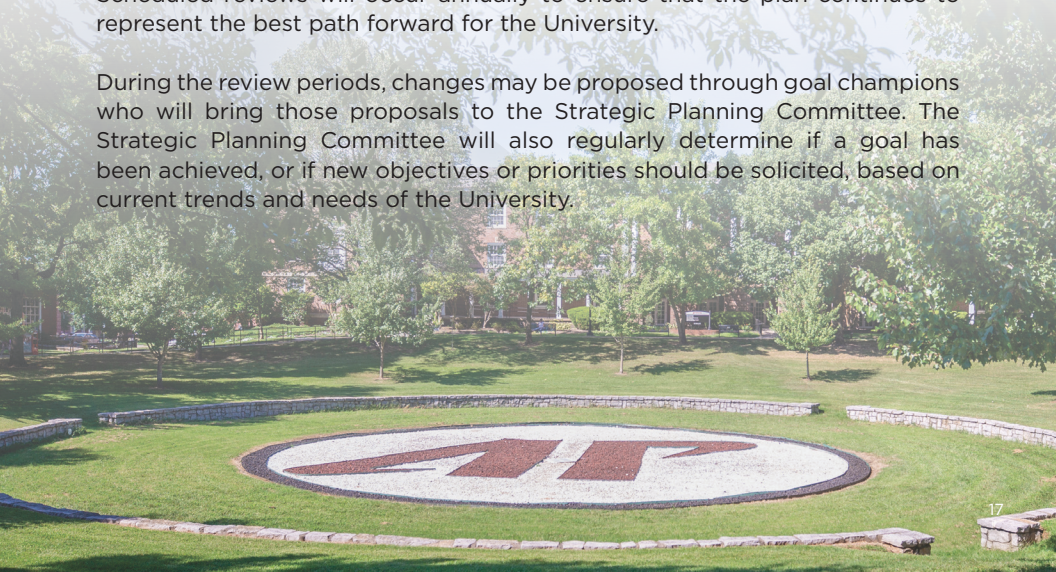 represent the best path forward for the University.
During the review periods, changes may be proposed through goal champions
who will bring those proposals to the Strategic Planning Committee. The
Strategic Planning Committee will also regularly determine if a goal has
been achieved, or if new objectives or priorities should be solicited, based on
current trends and needs of the University.
AP
17